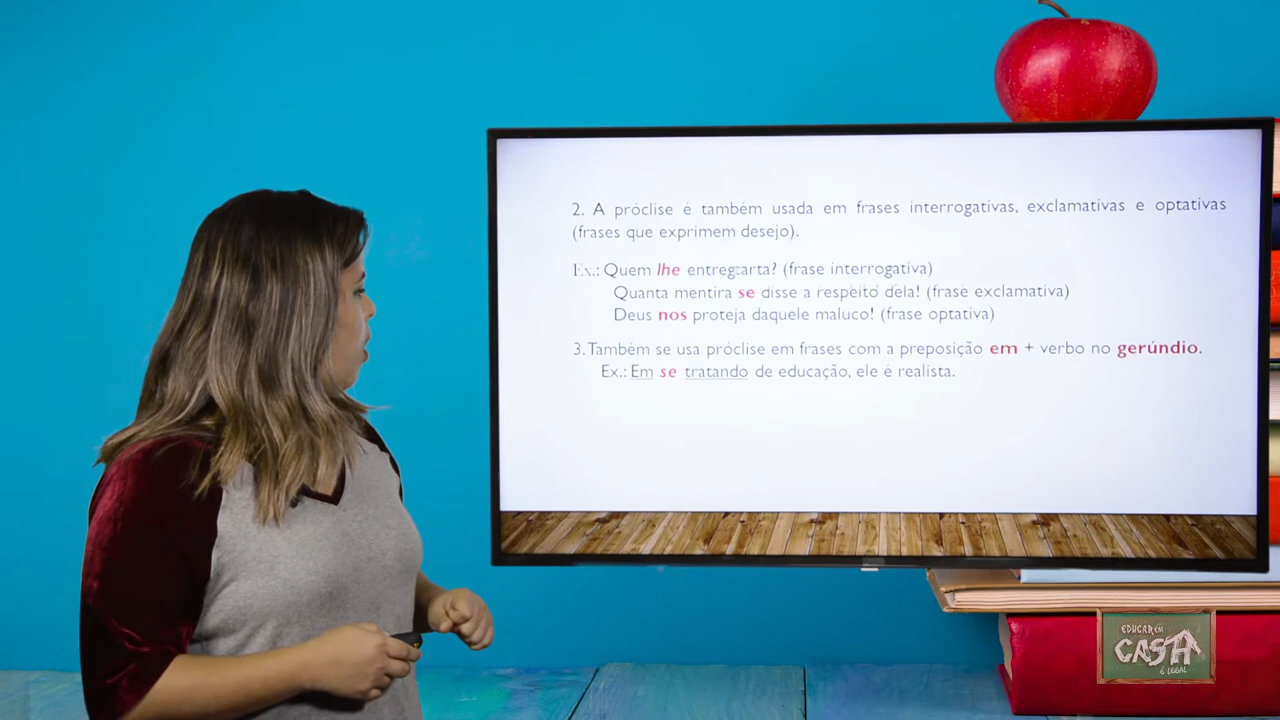 2. A próclise é também usada em frases interrogativas, exclamativas e optativas
(frases que exprimem desejo).
Ex.: Quem lhe entregarta? (frase interrogativa)
Quanta mentira se disse a respeito dela! (frase exclamativa)
Deus nos proteja daquele maluco! (frase optativa)
3. Também se usa próclise em frases com a preposição em + verbo no gerúndio.
Ex.: Em se tratando de educação, ele é realista.
EDUCAR EM
CASA
É LEGAL